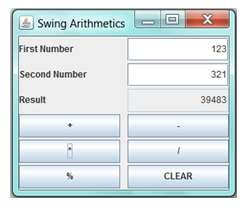 Swing Arithmetics
First Number 123
Second Number 321
Result 39483
+ -
* /
% CLEAR